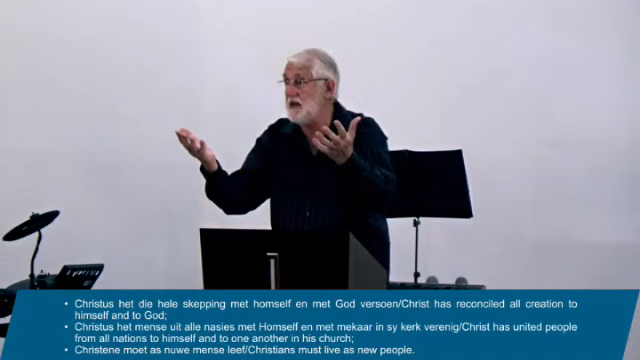 • Christus het die hele skepping met homself en met God versoen/Christ has reconciled all creation to
himself and to God;
• Christus het mense uit alle nasies met Homself en met mekaar in sy kerk verenig/Christ has united people
from all nations to himself and to one another in his church;
• Christene moet as nuwe mense leef/Christians must live as new people.